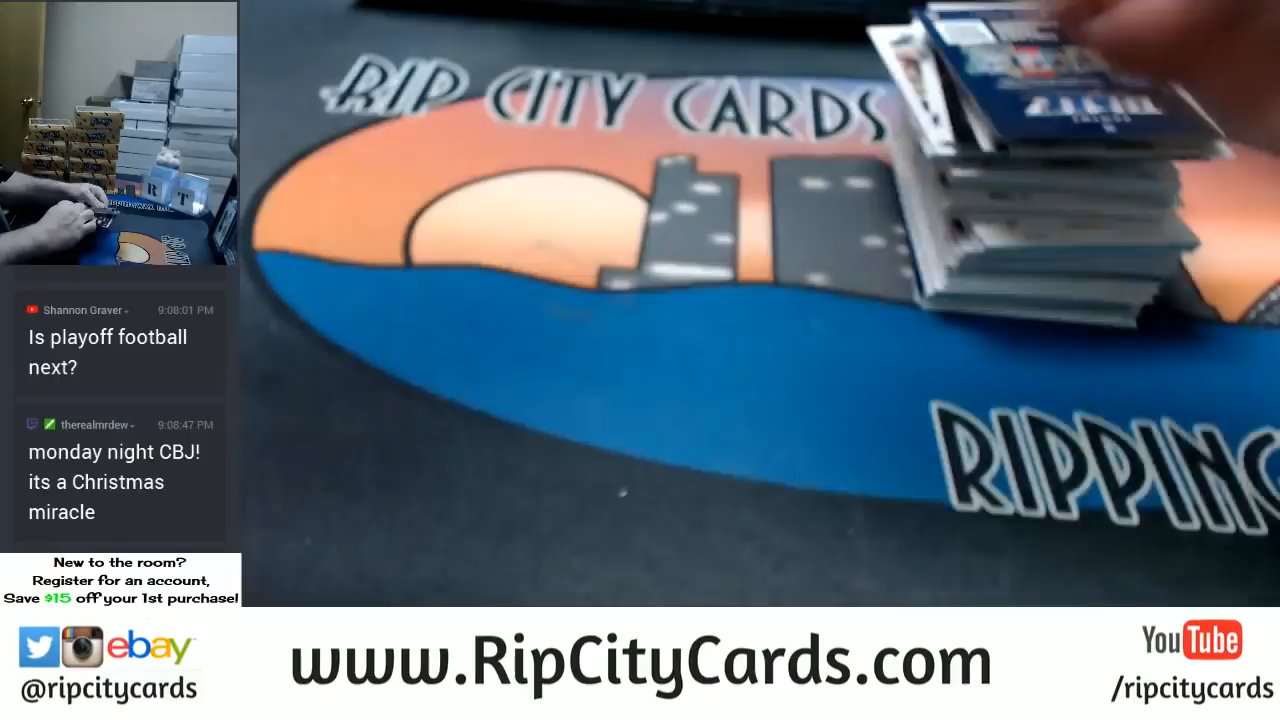 RIP CITY CARDS
RIPPING
R T
Shannon Graver
9:08:01 PM
Is playoff football
next?
therealmrdew
9:08:47 PM
monday night CBJ!
its a Christmas
miracle
New to the room?
Register for an account,
Save $15 off your 1st purchase!
ebay
@ripcitycards
www.RipCityCards.com
YouTube
/ripcitycards